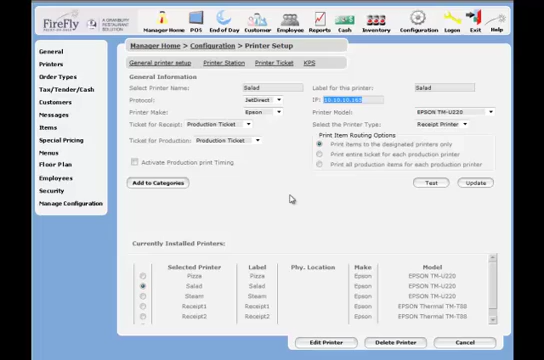 FireFly
A GRANBURY
RESTAURANT
SOLUTION
Manager Home
POS
End of Day
Customer
Employee
Reports
Cash
Inventory
Configuration
Logon
Exit
Help
General
Printers
Order Types
Tax/Tender/Cash
Customers
Messages
Items
Special Pricing
Menus
Floor Plan
Employees
Security
Manage Configuration
Manager Home > Configuration > Printer Setup
General printer setup Printer Station Printer Ticket KPS
General Information
Select Printer Name: Salad Label for this printer: Salad
Protocol: JetDirect IP:
Printer Make: Epson Printer Model: EPSON TM-U220
Ticket for Receipt: Production Ticket Select the Printer Type: Receipt Printer
Ticket for Production: Production Ticket
Print Item Routing Options
Print items to the designated printers only
Print entire ticket for each production printer
Print all production items for each production printer
Activate Production print Timing
Add to Categories Test Update
Currently Installed Printers:
Selected Printer Label Phy. Location Make Model
Pizza Pizza Epson EPSON TM-U220
Salad Salad Epson EPSON TM-U220
Steam Steam Epson EPSON TM-U220
Receipt1 Receipt1 Epson EPSON Thermal TM-T88
Receipt2 Receipt2 Epson EPSON Thermal TM-T88
Edit Printer Delete Printer Cancel